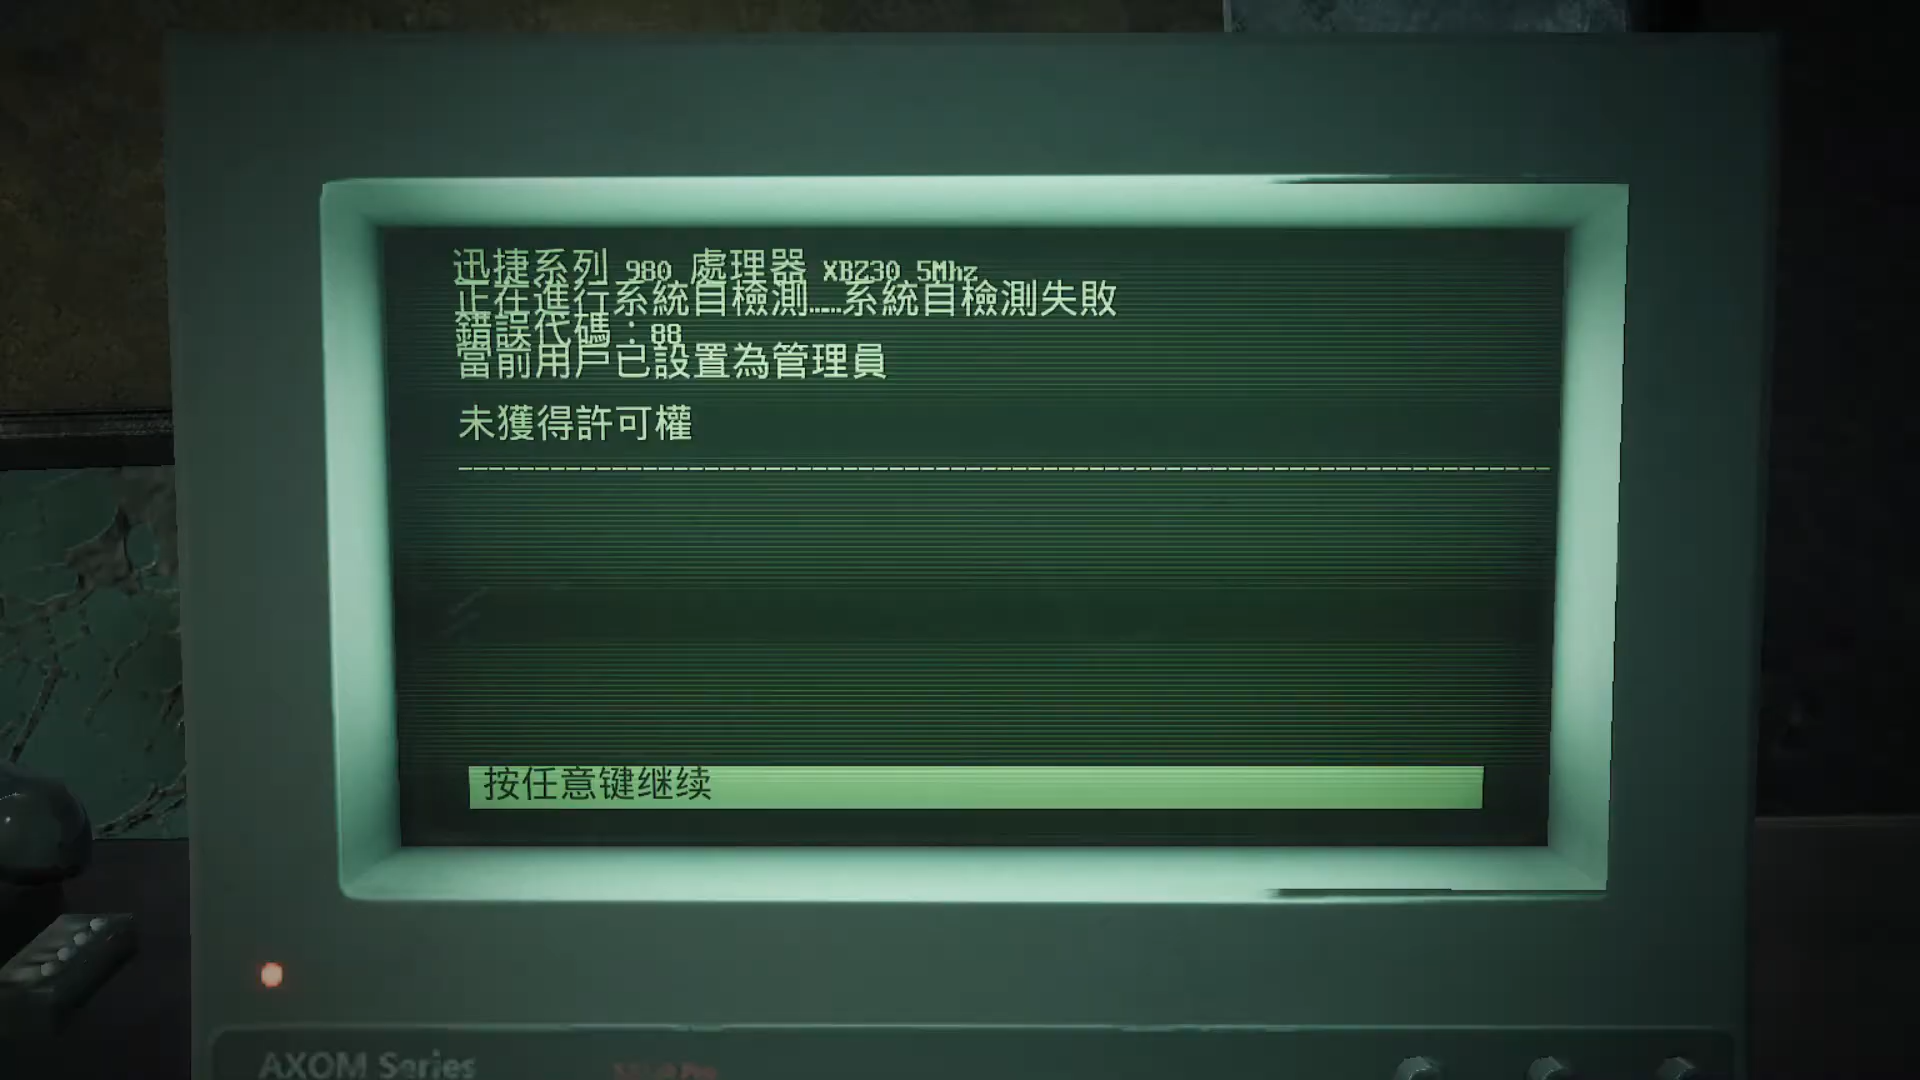 迅捷系列 980 處理器 XBZ30.5Mhz
正在進行系統自檢測……系統自檢測失敗
錯誤代碼：88
當前用戶已設置為管理員
未獲得許可權
按任意键继续
AXOM Series